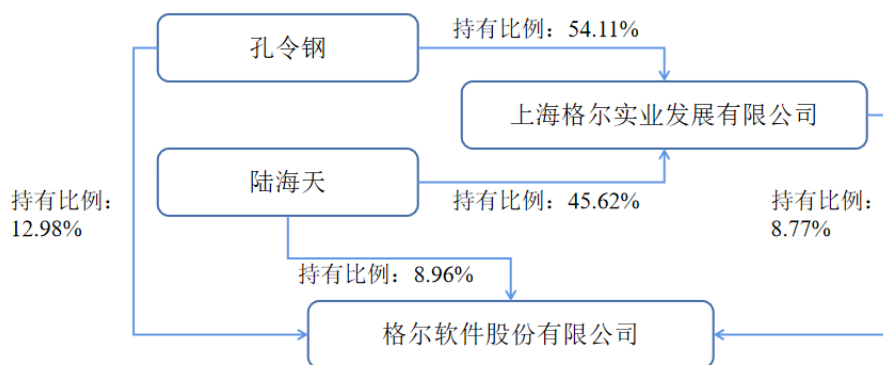 孔令钢
持有比例：54.11%
上海格尔实业发展有限公司
陆海天
持有比例：45.62%
持有比例：
12.98%
持有比例：
8.77%
持有比例：8.96%
格尔软件股份有限公司